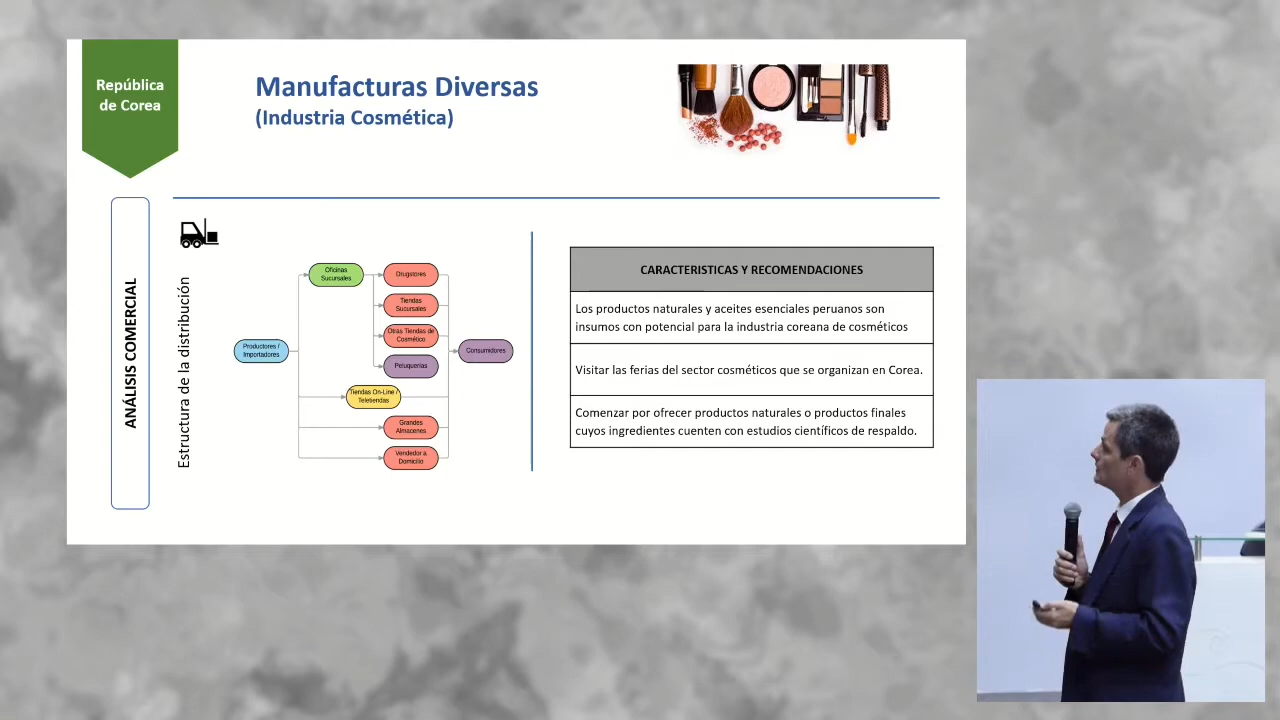 República
de Corea
Manufacturas Diversas
(Industria Cosmética)
ANÁLISIS COMERCIAL
Estructura de la distribución
Productores /
Importadores
Oficinas
Sucursales
Drugstores
Tiendas
Sucursales
Otras Tiendas de
Cosmético
Peluquerías
Tiendas On-Line /
Teletiendas
Grandes
Almacenes
Vendedor a
Domicilio
Consumidores
CARACTERISTICAS Y RECOMENDACIONES
Los productos naturales y aceites esenciales peruanos son
insumos con potencial para la industria coreana de cosméticos
Visitar las ferias del sector cosméticos que se organizan en Corea.
Comenzar por ofrecer productos naturales o productos finales
cuyos ingredientes cuenten con estudios científicos de respaldo.